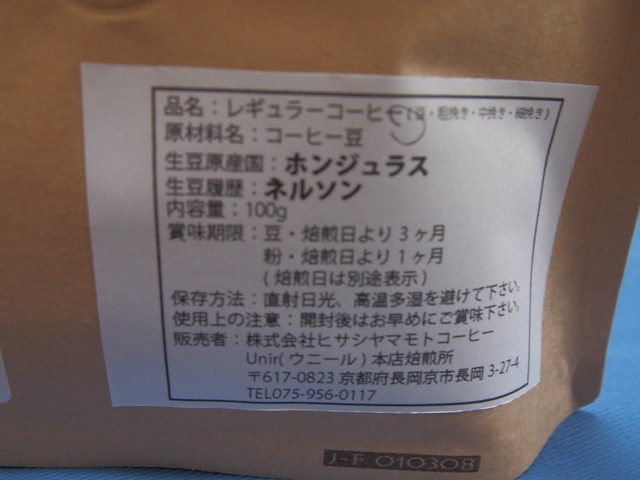 品名：レギュラーコーヒー(豆・粗挽き・中挽き・細挽き)
原材料名：コーヒー豆
生豆原産国：ホンジュラス
生豆履歴：ネルソン
内容量：100g
賞味期限：豆・焙煎日より3ヶ月
粉・焙煎日より1ヶ月
(焙煎日は別途表示)
保存方法：直射日光、高温多湿を避けて下さい。
使用上の注意：開封後はお早めにご賞味下さい。
販売者：株式会社ヒサシヤマモトコーヒー
Unir(ウニール)本店焙煎所
〒617-0823 京都府長岡京市長岡 3-27-4
TEL075-956-0117
J-F 010308